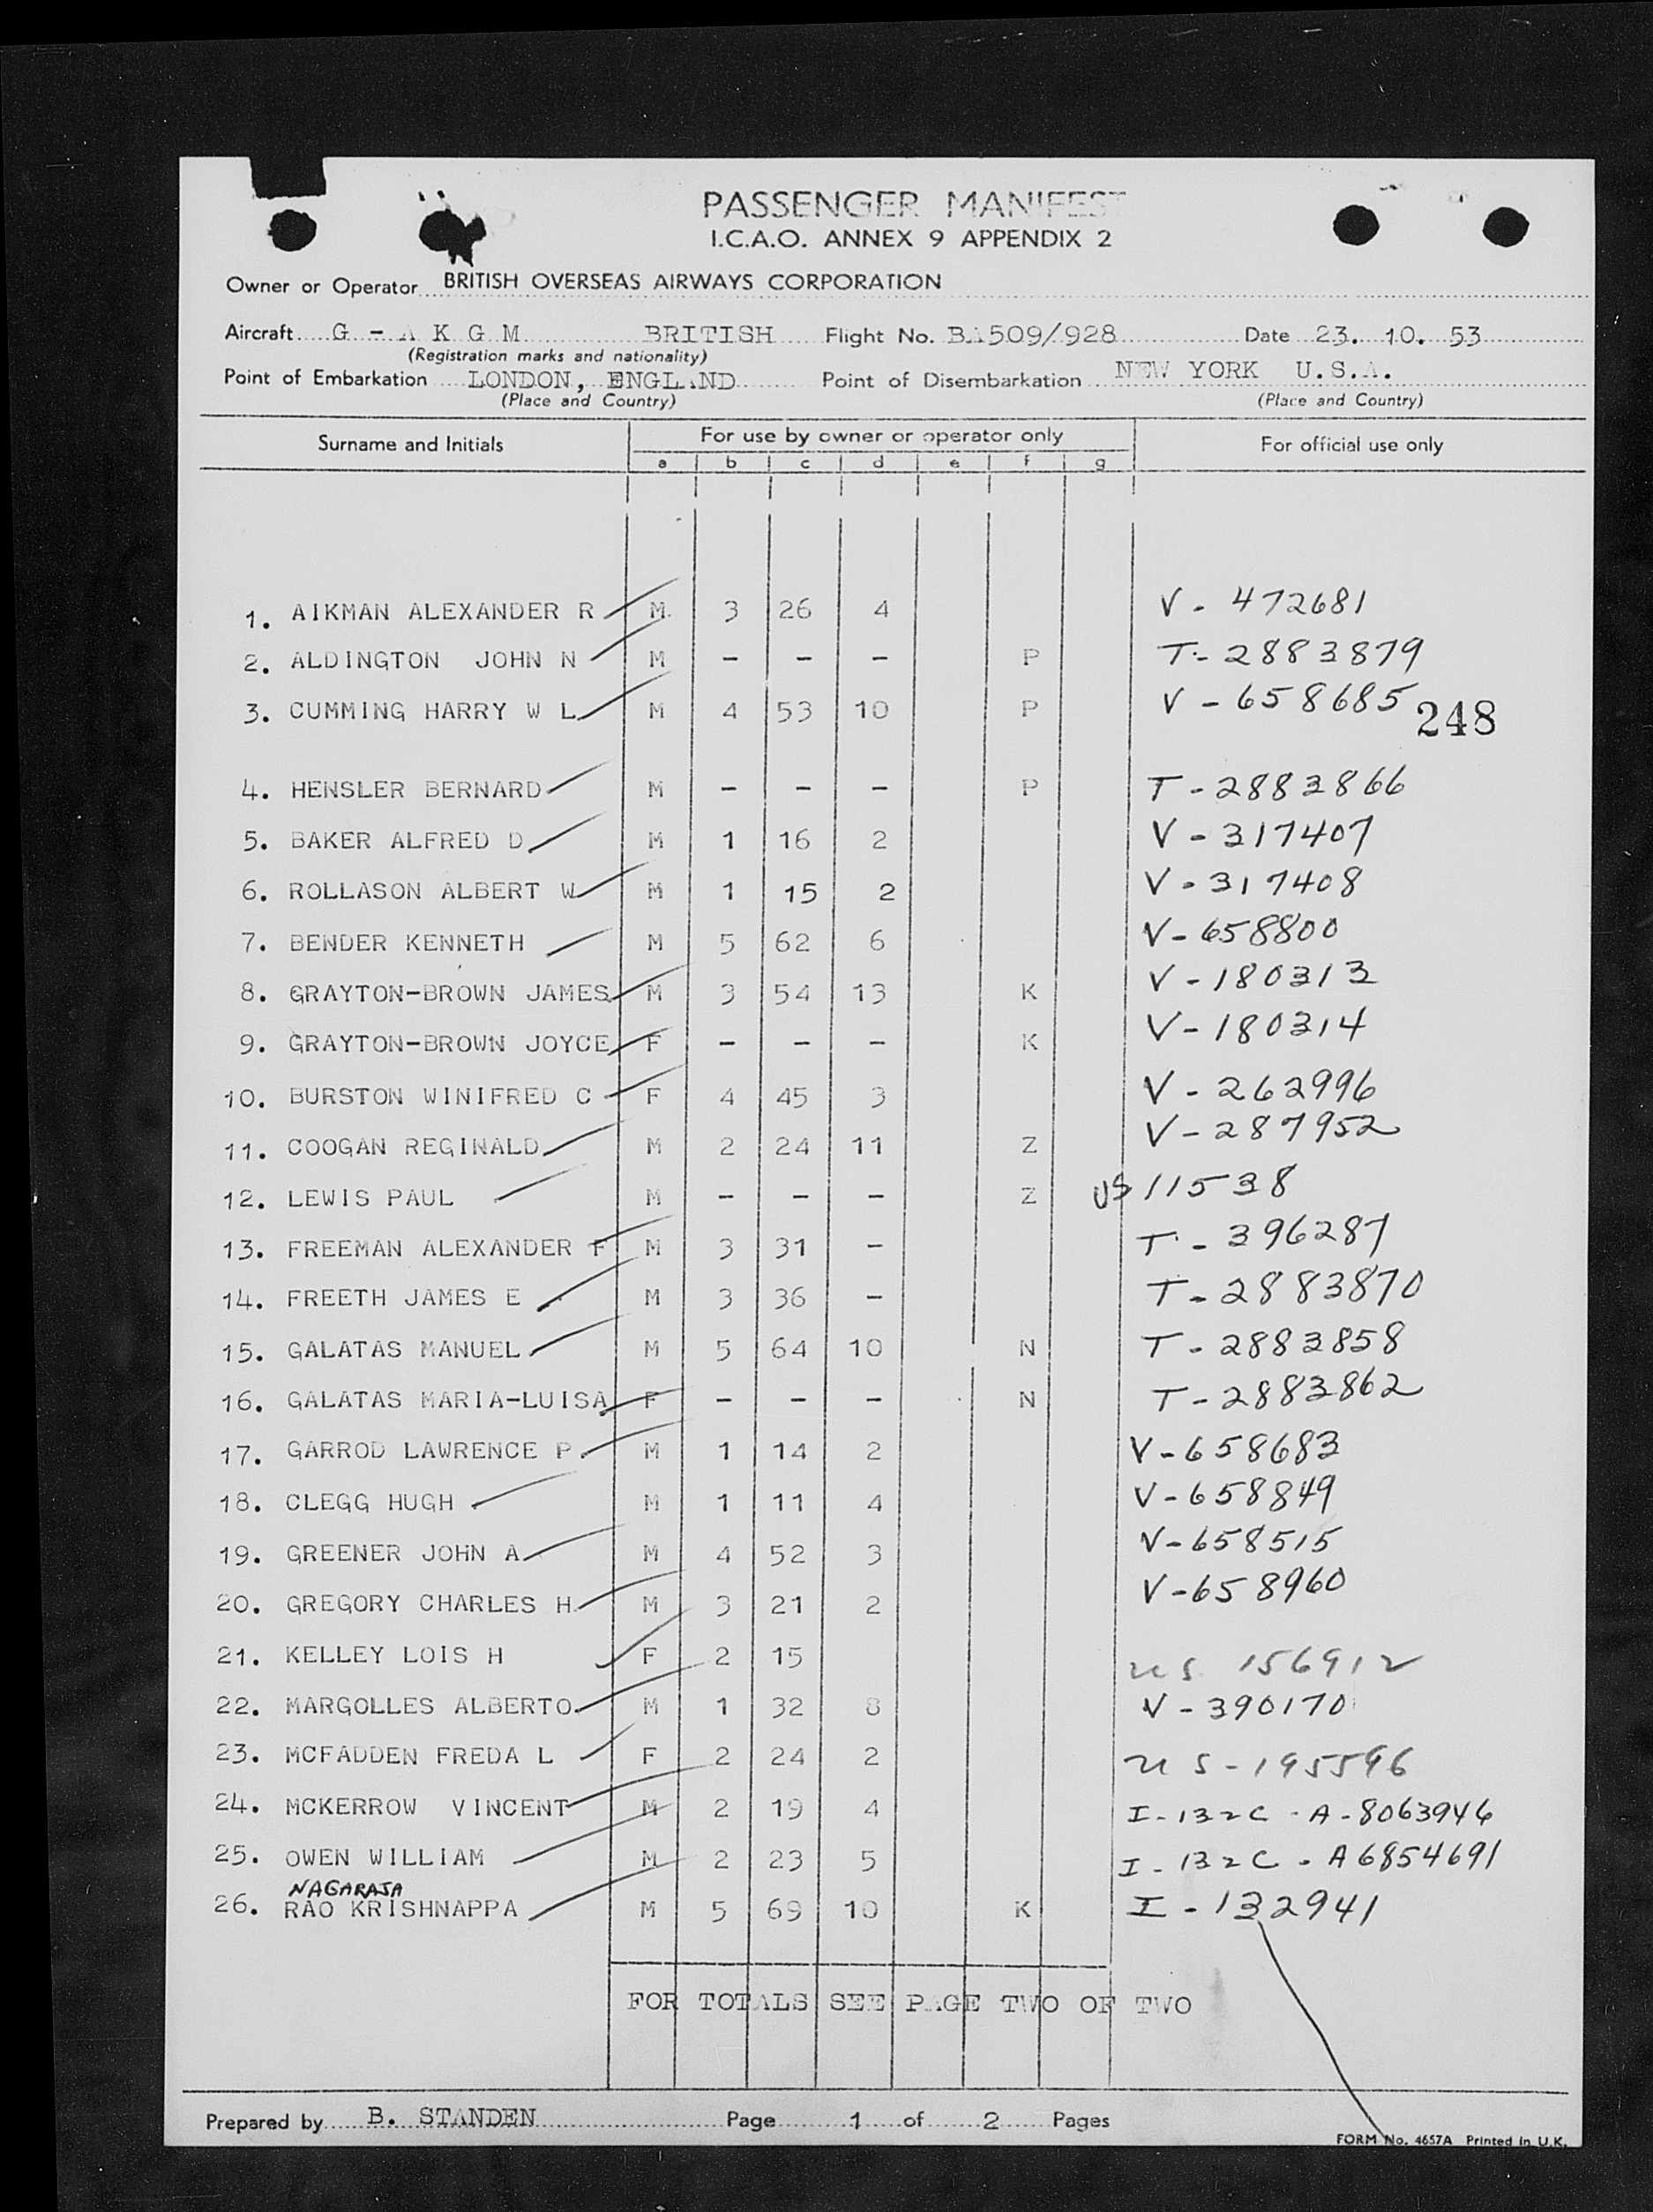 PASSENGER MANIFEST
I.C.A.O. ANNEX 9 APPENDIX 2
Owner or Operator BRITISH OVERSEAS AIRWAYS CORPORATION
Aircraft G - A K G M BRITISH Flight No. BA509/928 Date 23. 10. 53
(Registration marks and nationality)
Point of Embarkation LONDON, ENGLAND Point of Disembarkation NEW YORK U.S.A.
(Place and Country) (Place and Country)
Surname and Initials For use by owner or operator only For official use only
a b c d e f g
1. AIKMAN ALEXANDER R M 3 26 4 V - 472681
2. ALDINGTON JOHN N M - - - P T - 2883879
3. CUMMING HARRY W L M 4 53 10 P V - 658685
248
4. HENSLER BERNARD M - - - P T - 2883866
5. BAKER ALFRED D M 1 16 2 V - 317407
6. ROLLASON ALBERT W M 1 15 2 V - 317408
7. BENDER KENNETH M 5 62 6 V - 658800
8. GRAYTON-BROWN JAMES M 3 54 13 K V - 180313
9. GRAYTON-BROWN JOYCE F - - - K V - 180314
10. BURSTON WINIFRED C F 4 45 3 V - 262996
11. COOGAN REGINALD M 2 24 11 Z V - 287952
12. LEWIS PAUL M - - - Z US 11538
13. FREEMAN ALEXANDER F M 3 31 - T - 396287
14. FREETH JAMES E M 3 36 - T - 2883870
15. GALATAS MANUEL M 5 64 10 N T - 2883858
16. GALATAS MARIA-LUISA F - - - N T - 2883862
17. GARROD LAWRENCE P. M 1 14 2 V - 658683
18. CLEGG HUGH M 1 11 4 V - 658849
19. GREENER JOHN A M 4 52 3 V - 658515
20. GREGORY CHARLES H M 3 21 2 V - 658960
21. KELLEY LOIS H F 2 15 US 156912
22. MARGOLLES ALBERTO M 1 32 8 V - 390170
23. MCFADDEN FREDA L F 2 24 2 US - 195596
24. MCKERROW VINCENT M 2 19 4 I - 132C - A - 8063946
25. OWEN WILLIAM M 2 23 5 I - 132C - A6854691
NAGARAJA
26. RAO KRISHNAPPA M 5 69 10 K I - 132941
FOR TOTALS SEE PAGE TWO OF TWO
Prepared by B. STANDEN Page 1 of 2 Pages
FORM No. 4657A Printed in U.K.